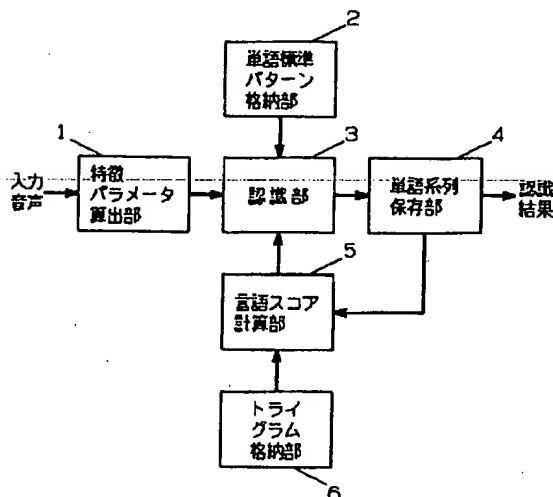 2
単語標準
パターン
格納部
1
特徴
パラメータ
算出部
3
認識部
4
単語系列
保存部
入力
音声
認識
結果
5
言語スコア
計算部
トライ
グラム
格納部
6